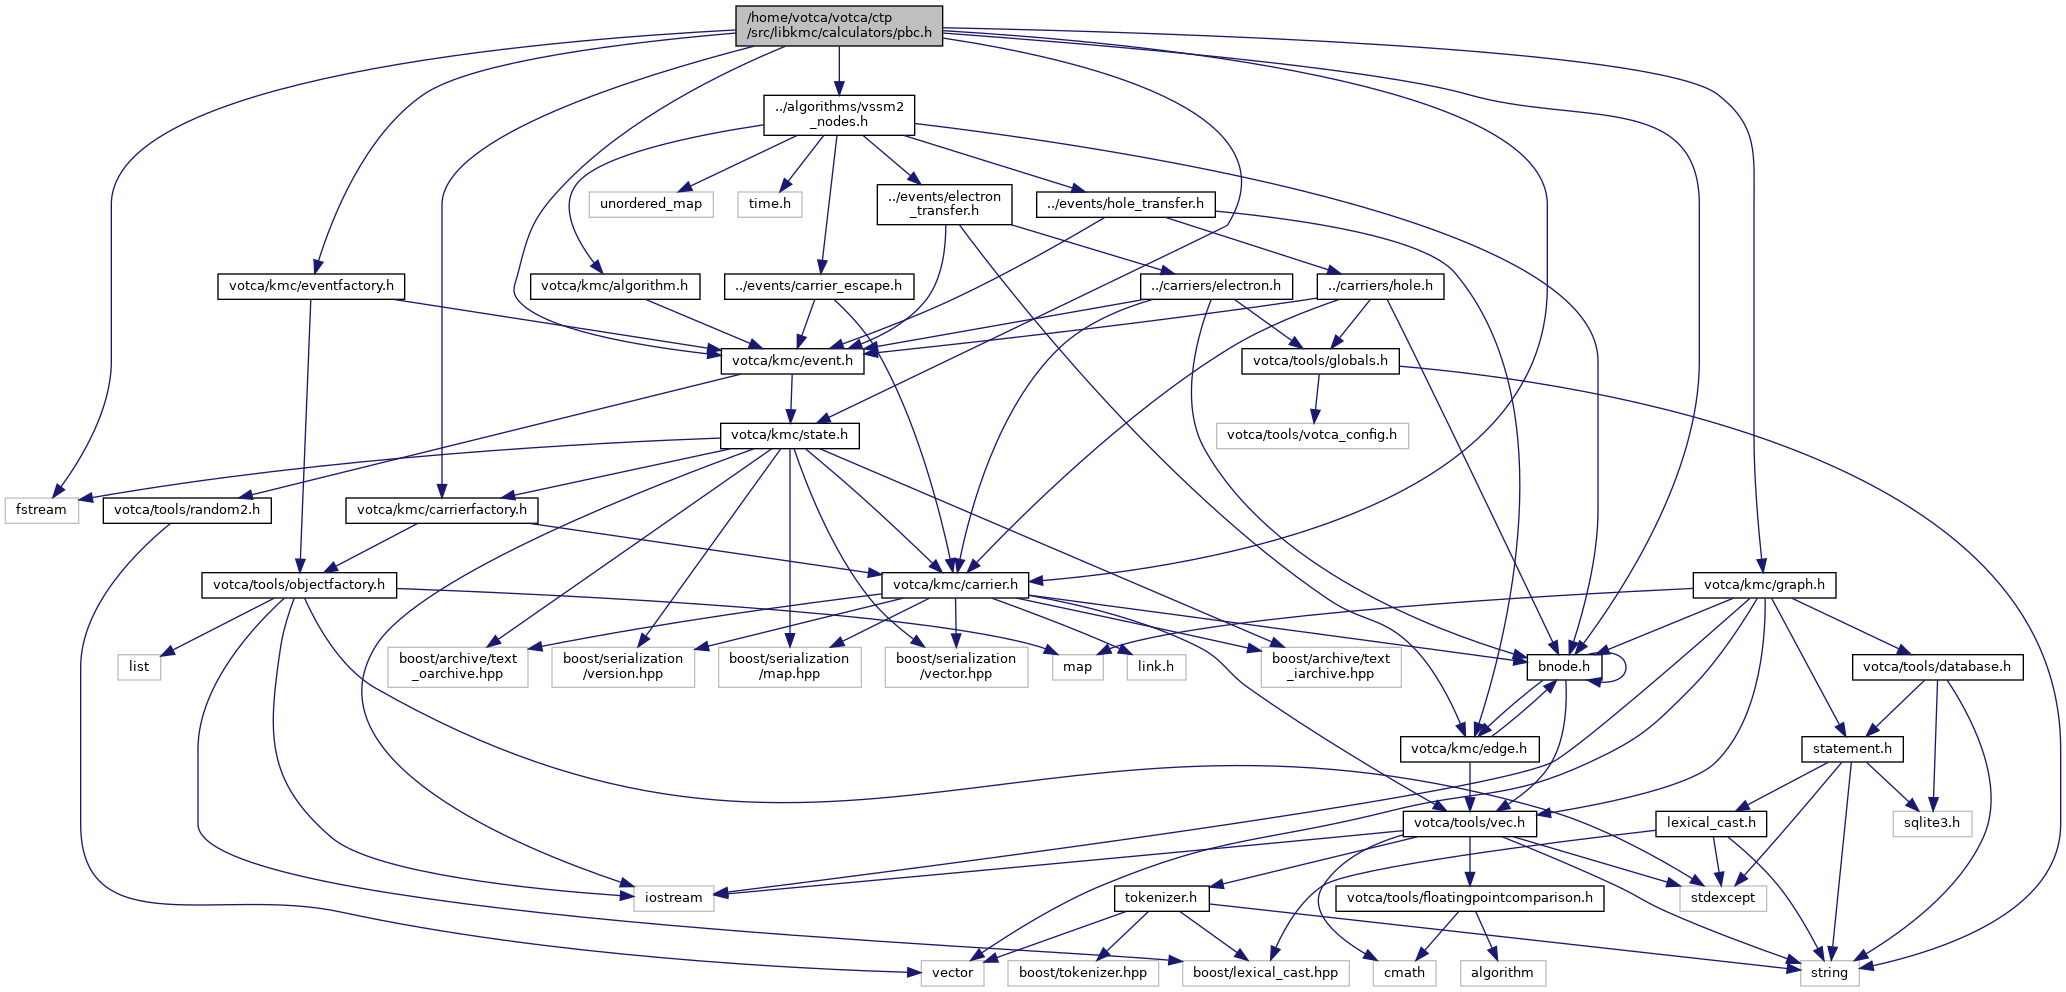 /home/votca/votca/ctp
/src/libkmc/calculators/pbc.h
../algorithms/vssm2
_nodes.h
unordered_map
time.h
../events/electron
_transfer.h
../events/hole_transfer.h
votca/kmc/eventfactory.h
votca/kmc/algorithm.h
../events/carrier_escape.h
../carriers/electron.h
../carriers/hole.h
votca/kmc/event.h
votca/tools/globals.h
votca/kmc/state.h
votca/tools/votca_config.h
fstream
votca/tools/random2.h
votca/kmc/carrierfactory.h
votca/tools/objectfactory.h
votca/kmc/carrier.h
votca/kmc/graph.h
list
boost/archive/text
_oarchive.hpp
boost/serialization
/version.hpp
boost/serialization
/map.hpp
boost/serialization
/vector.hpp
map
link.h
boost/archive/text
_iarchive.hpp
bnode.h
votca/tools/database.h
votca/kmc/edge.h
statement.h
votca/tools/vec.h
lexical_cast.h
sqlite3.h
iostream
tokenizer.h
votca/tools/floatingpointcomparison.h
stdexcept
vector
boost/tokenizer.hpp
boost/lexical_cast.hpp
cmath
algorithm
string